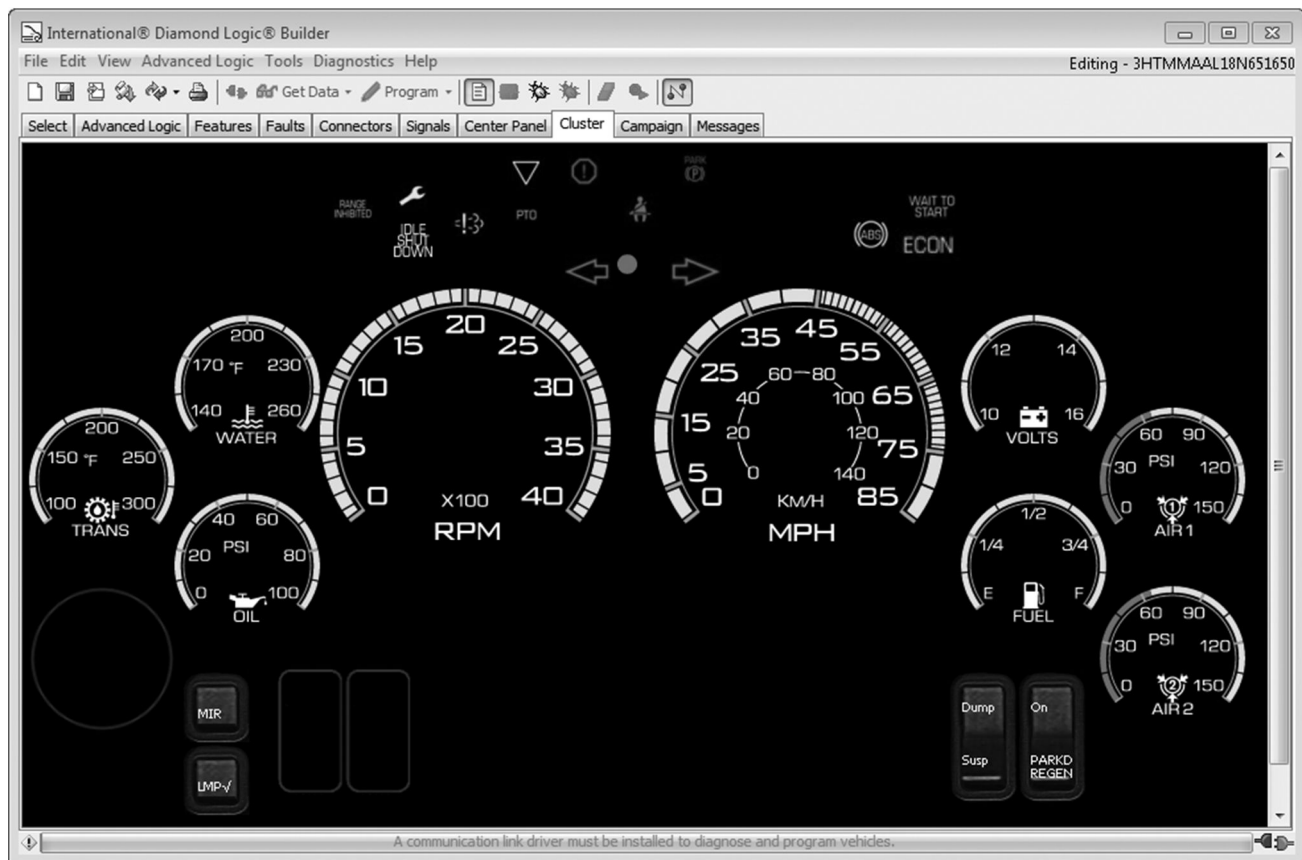 International® Diamond Logic® Builder
File Edit View Advanced Logic Tools Diagnostics Help
Editing - 3HTMMAAL18N651650
Get Data Program
Select Advanced Logic Features Faults Connectors Signals Center Panel Cluster Campaign Messages
RANGE
INHIBITED
IDLE
SHUT
DOWN
PTO
PARK
(P)
ABS
WAIT TO
START
ECON
140 170 200 230 260
°F
WATER
100 150 200 250 300
°F
TRANS
0 20 40 60 80 100
PSI
OIL
0 5 10 15 20 25 30 35 40
X100
RPM
0 5 15 25 35 45 55 65 75 85
0 20 40 60 80 100 120 140
KM/H
MPH
10 12 14 16
VOLTS
E 1/4 1/2 3/4 F
FUEL
0 30 60 90 120 150
PSI
1
AIR 1
0 30 60 90 120 150
PSI
2
AIR 2
MIR
LMP√
Dump
Susp
On
PARKD
REGEN
A communication link driver must be installed to diagnose and program vehicles.